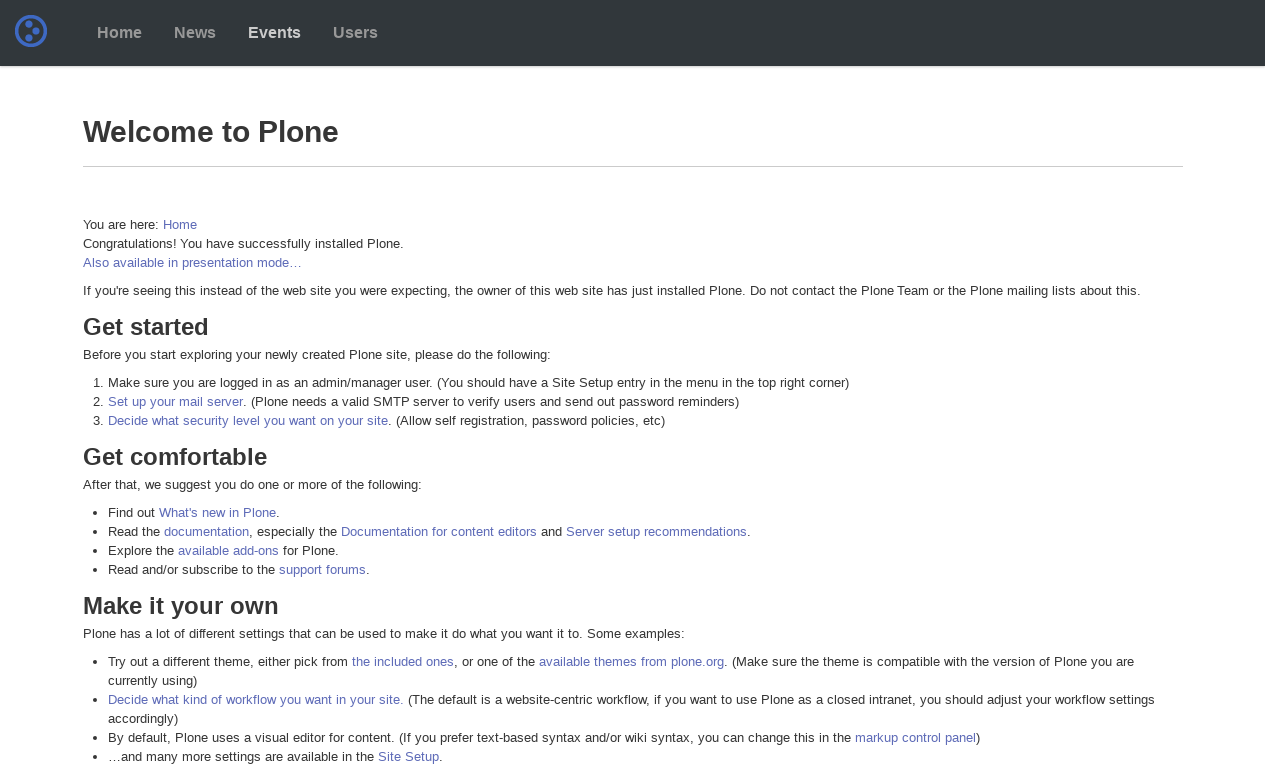 Home News Events Users
Welcome to Plone
You are here: Home
Congratulations! You have successfully installed Plone.
Also available in presentation mode…
If you're seeing this instead of the web site you were expecting, the owner of this web site has just installed Plone. Do not contact the Plone Team or the Plone mailing lists about this.
Get started
Before you start exploring your newly created Plone site, please do the following:
1. Make sure you are logged in as an admin/manager user. (You should have a Site Setup entry in the menu in the top right corner)
2. Set up your mail server. (Plone needs a valid SMTP server to verify users and send out password reminders)
3. Decide what security level you want on your site. (Allow self registration, password policies, etc)
Get comfortable
After that, we suggest you do one or more of the following:
• Find out What's new in Plone.
• Read the documentation, especially the Documentation for content editors and Server setup recommendations.
• Explore the available add-ons for Plone.
• Read and/or subscribe to the support forums.
Make it your own
Plone has a lot of different settings that can be used to make it do what you want it to. Some examples:
• Try out a different theme, either pick from the included ones, or one of the available themes from plone.org. (Make sure the theme is compatible with the version of Plone you are
currently using)
• Decide what kind of workflow you want in your site. (The default is a website-centric workflow, if you want to use Plone as a closed intranet, you should adjust your workflow settings
accordingly)
• By default, Plone uses a visual editor for content. (If you prefer text-based syntax and/or wiki syntax, you can change this in the markup control panel)
• …and many more settings are available in the Site Setup.